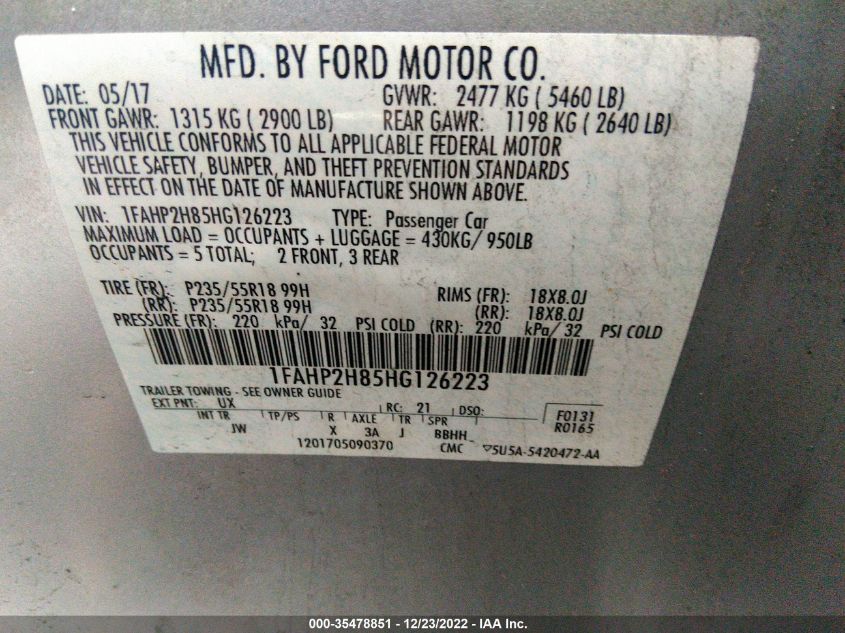 MFD. BY FORD MOTOR CO.
DATE: 05/17 GVWR: 2477 KG ( 5460 LB)
FRONT GAWR: 1315 KG ( 2900 LB) REAR GAWR: 1198 KG ( 2640 LB)
THIS VEHICLE CONFORMS TO ALL APPLICABLE FEDERAL MOTOR
VEHICLE SAFETY, BUMPER, AND THEFT PREVENTION STANDARDS
IN EFFECT ON THE DATE OF MANUFACTURE SHOWN ABOVE.
VIN: 1FAHP2H85HG126223 TYPE: Passenger Car
MAXIMUM LOAD = OCCUPANTS + LUGGAGE = 430KG/ 950LB
OCCUPANTS = 5 TOTAL; 2 FRONT, 3 REAR
TIRE (FR): P235/55R18 99H RIMS (FR): 18X8.0J
(RR): P235/55R18 99H (RR): 18X8.0J
PRESSURE (FR): 220 kPa/ 32 PSI COLD (RR): 220 kPa/ 32 PSI COLD
1FAHP2H85HG126223
TRAILER TOWING - SEE OWNER GUIDE
EXT PNT: UX RC: 21 DSO: F0131
INT TR TP/PS R AXLE TR SPR R0165
JW X 3A J BBHH
1201705090370 CMC ▽5U5A-5420472-AA
000-35478851 - 12/23/2022 - IAA Inc.